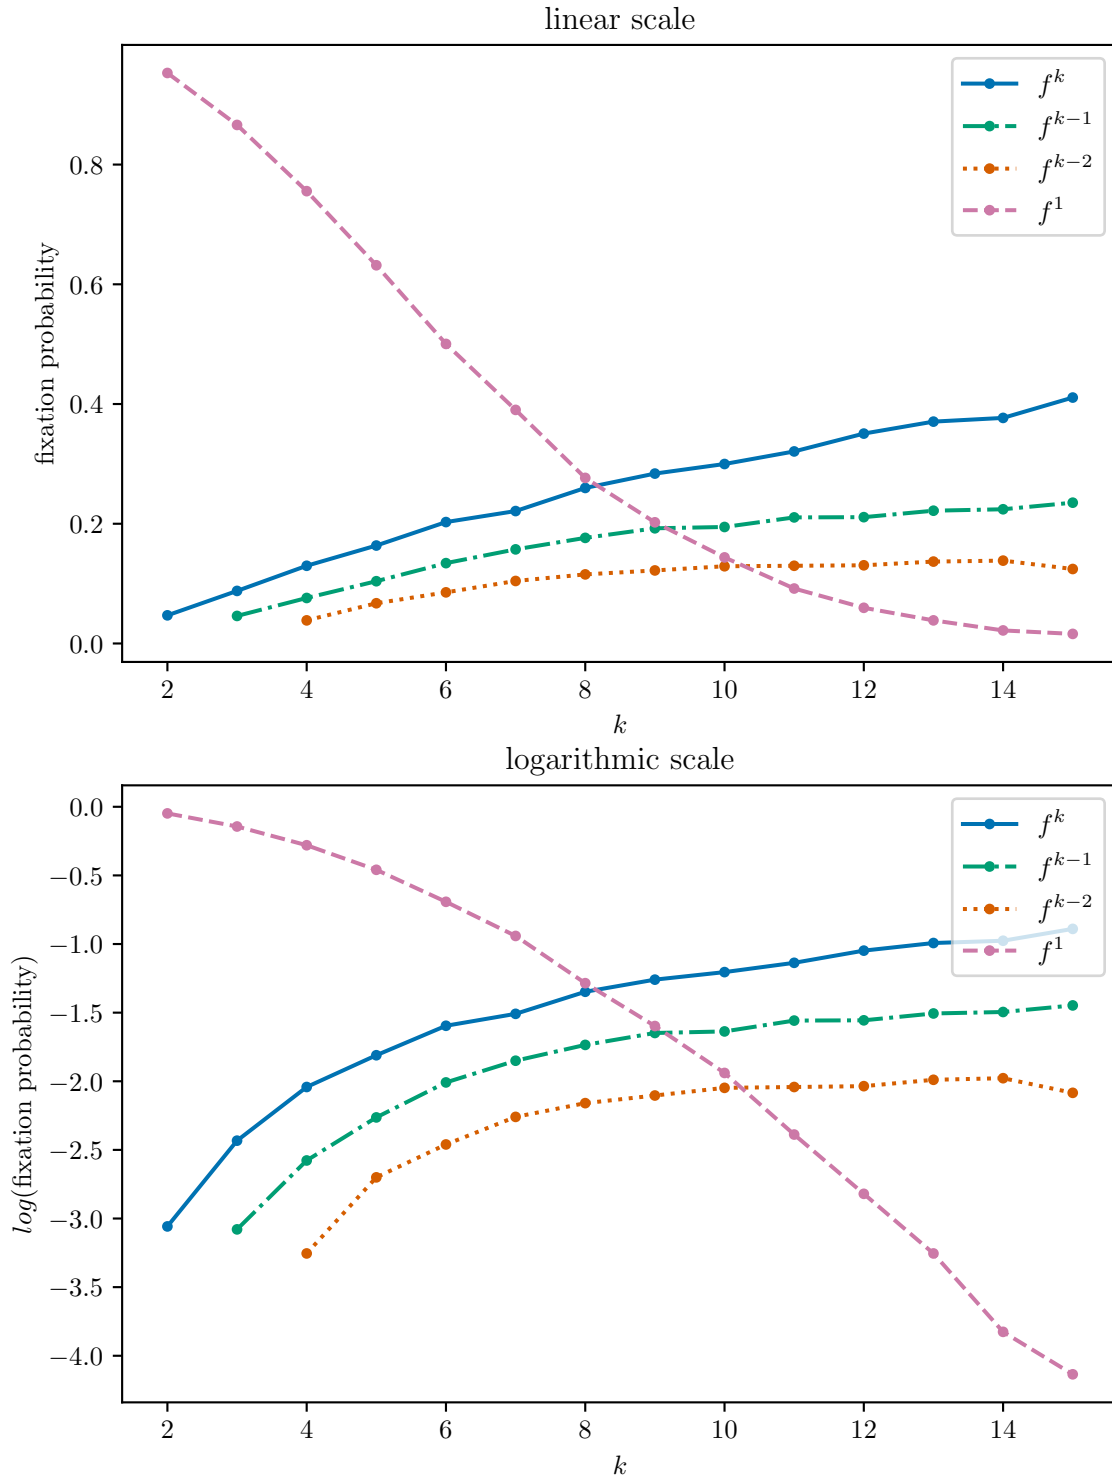 linear scale
fixation probability
0.8
0.6
0.4
0.2
0.0
f^k
f^{k−1}
f^{k−2}
f^1
2 4 6 8 10 12 14
k
logarithmic scale
log(fixation probability)
0.0
−0.5
−1.0
−1.5
−2.0
−2.5
−3.0
−3.5
−4.0
f^k
f^{k−1}
f^{k−2}
f^1
2 4 6 8 10 12 14
k